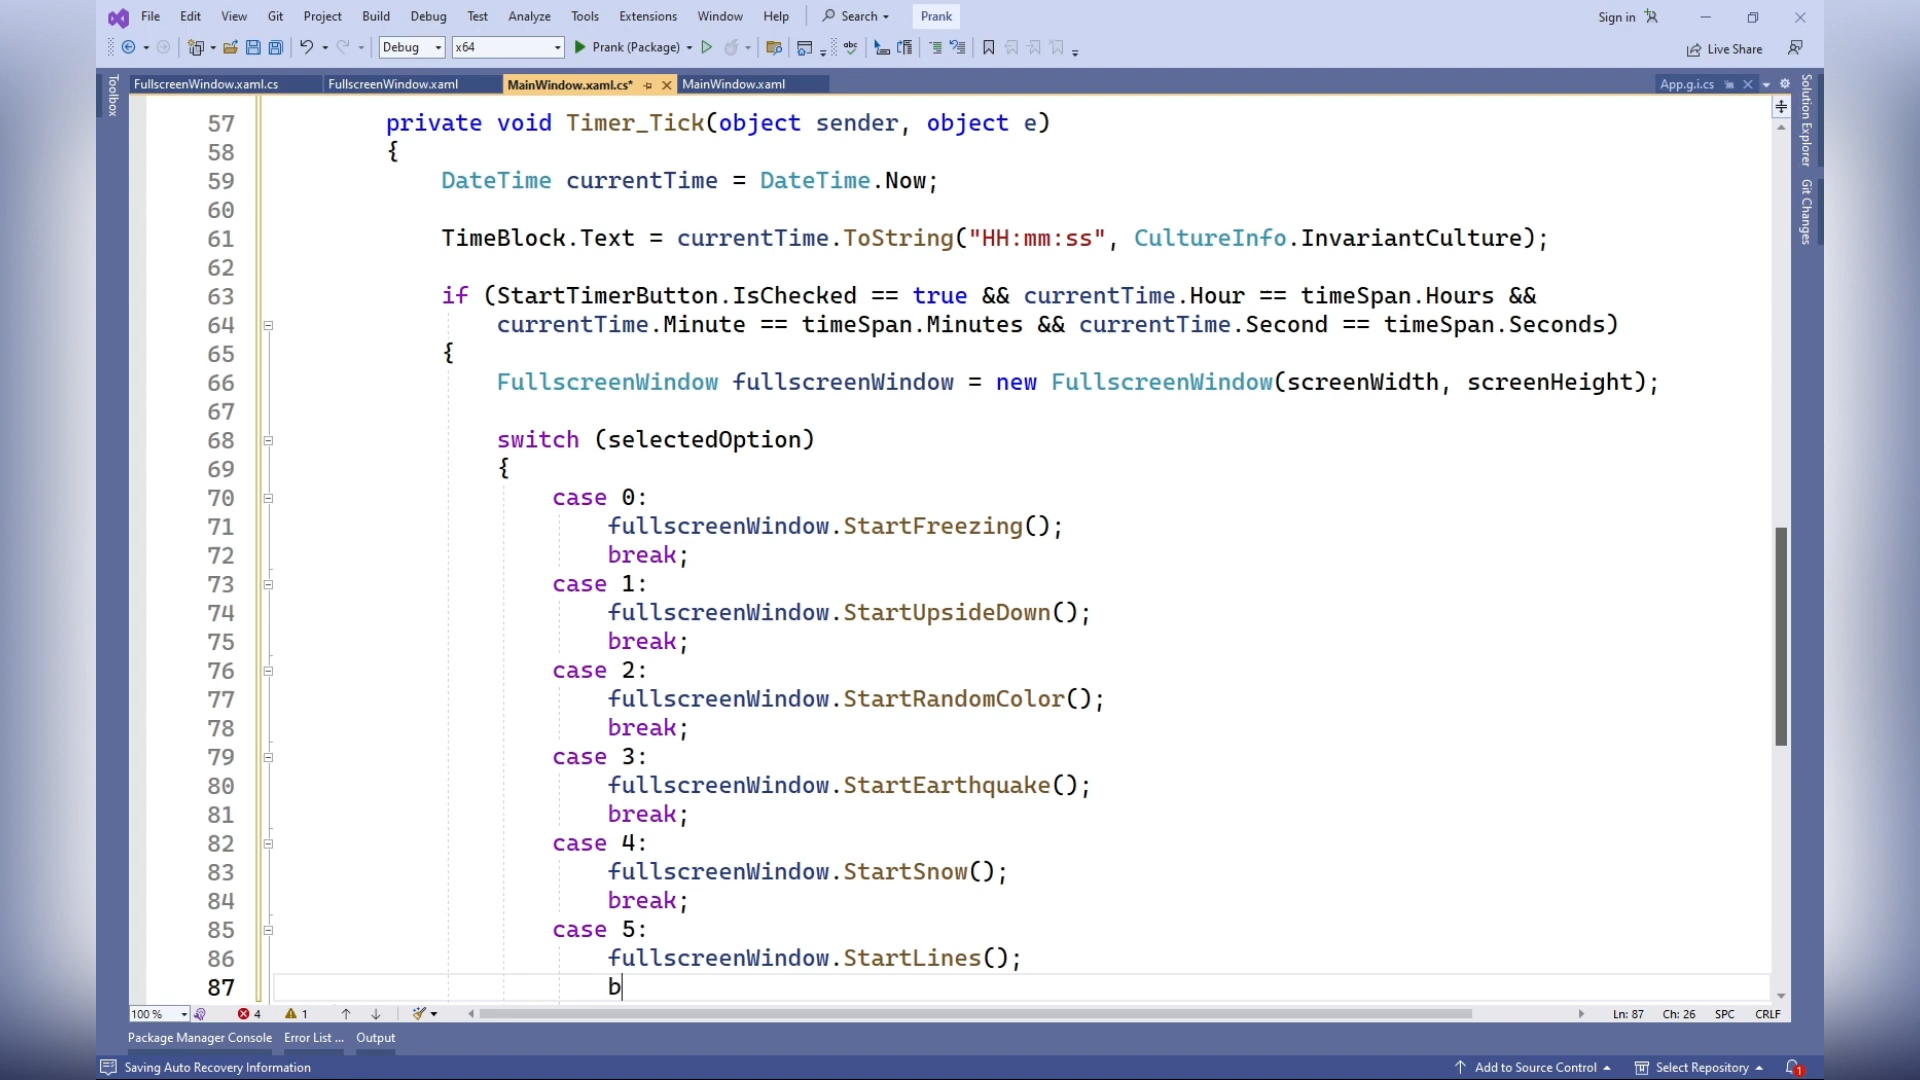 File Edit View Git Project Build Debug Test Analyze Tools Extensions Window Help Search Prank Sign in
Debug x64 Prank (Package) abc Live Share
FullscreenWindow.xaml.cs FullscreenWindow.xaml MainWindow.xaml.cs* MainWindow.xaml App.g.i.cs
Toolbox
Solution Explorer
Git Changes
57 private void Timer_Tick(object sender, object e)
58 {
59 DateTime currentTime = DateTime.Now;
60
61 TimeBlock.Text = currentTime.ToString("HH:mm:ss", CultureInfo.InvariantCulture);
62
63 if (StartTimerButton.IsChecked == true && currentTime.Hour == timeSpan.Hours &&
64 currentTime.Minute == timeSpan.Minutes && currentTime.Second == timeSpan.Seconds)
65 {
66 FullscreenWindow fullscreenWindow = new FullscreenWindow(screenWidth, screenHeight);
67
68 switch (selectedOption)
69 {
70 case 0:
71 fullscreenWindow.StartFreezing();
72 break;
73 case 1:
74 fullscreenWindow.StartUpsideDown();
75 break;
76 case 2:
77 fullscreenWindow.StartRandomColor();
78 break;
79 case 3:
80 fullscreenWindow.StartEarthquake();
81 break;
82 case 4:
83 fullscreenWindow.StartSnow();
84 break;
85 case 5:
86 fullscreenWindow.StartLines();
87 b
100 % 4 1 Ln: 87 Ch: 26 SPC CRLF
Package Manager Console Error List ... Output
Saving Auto Recovery Information Add to Source Control Select Repository 1